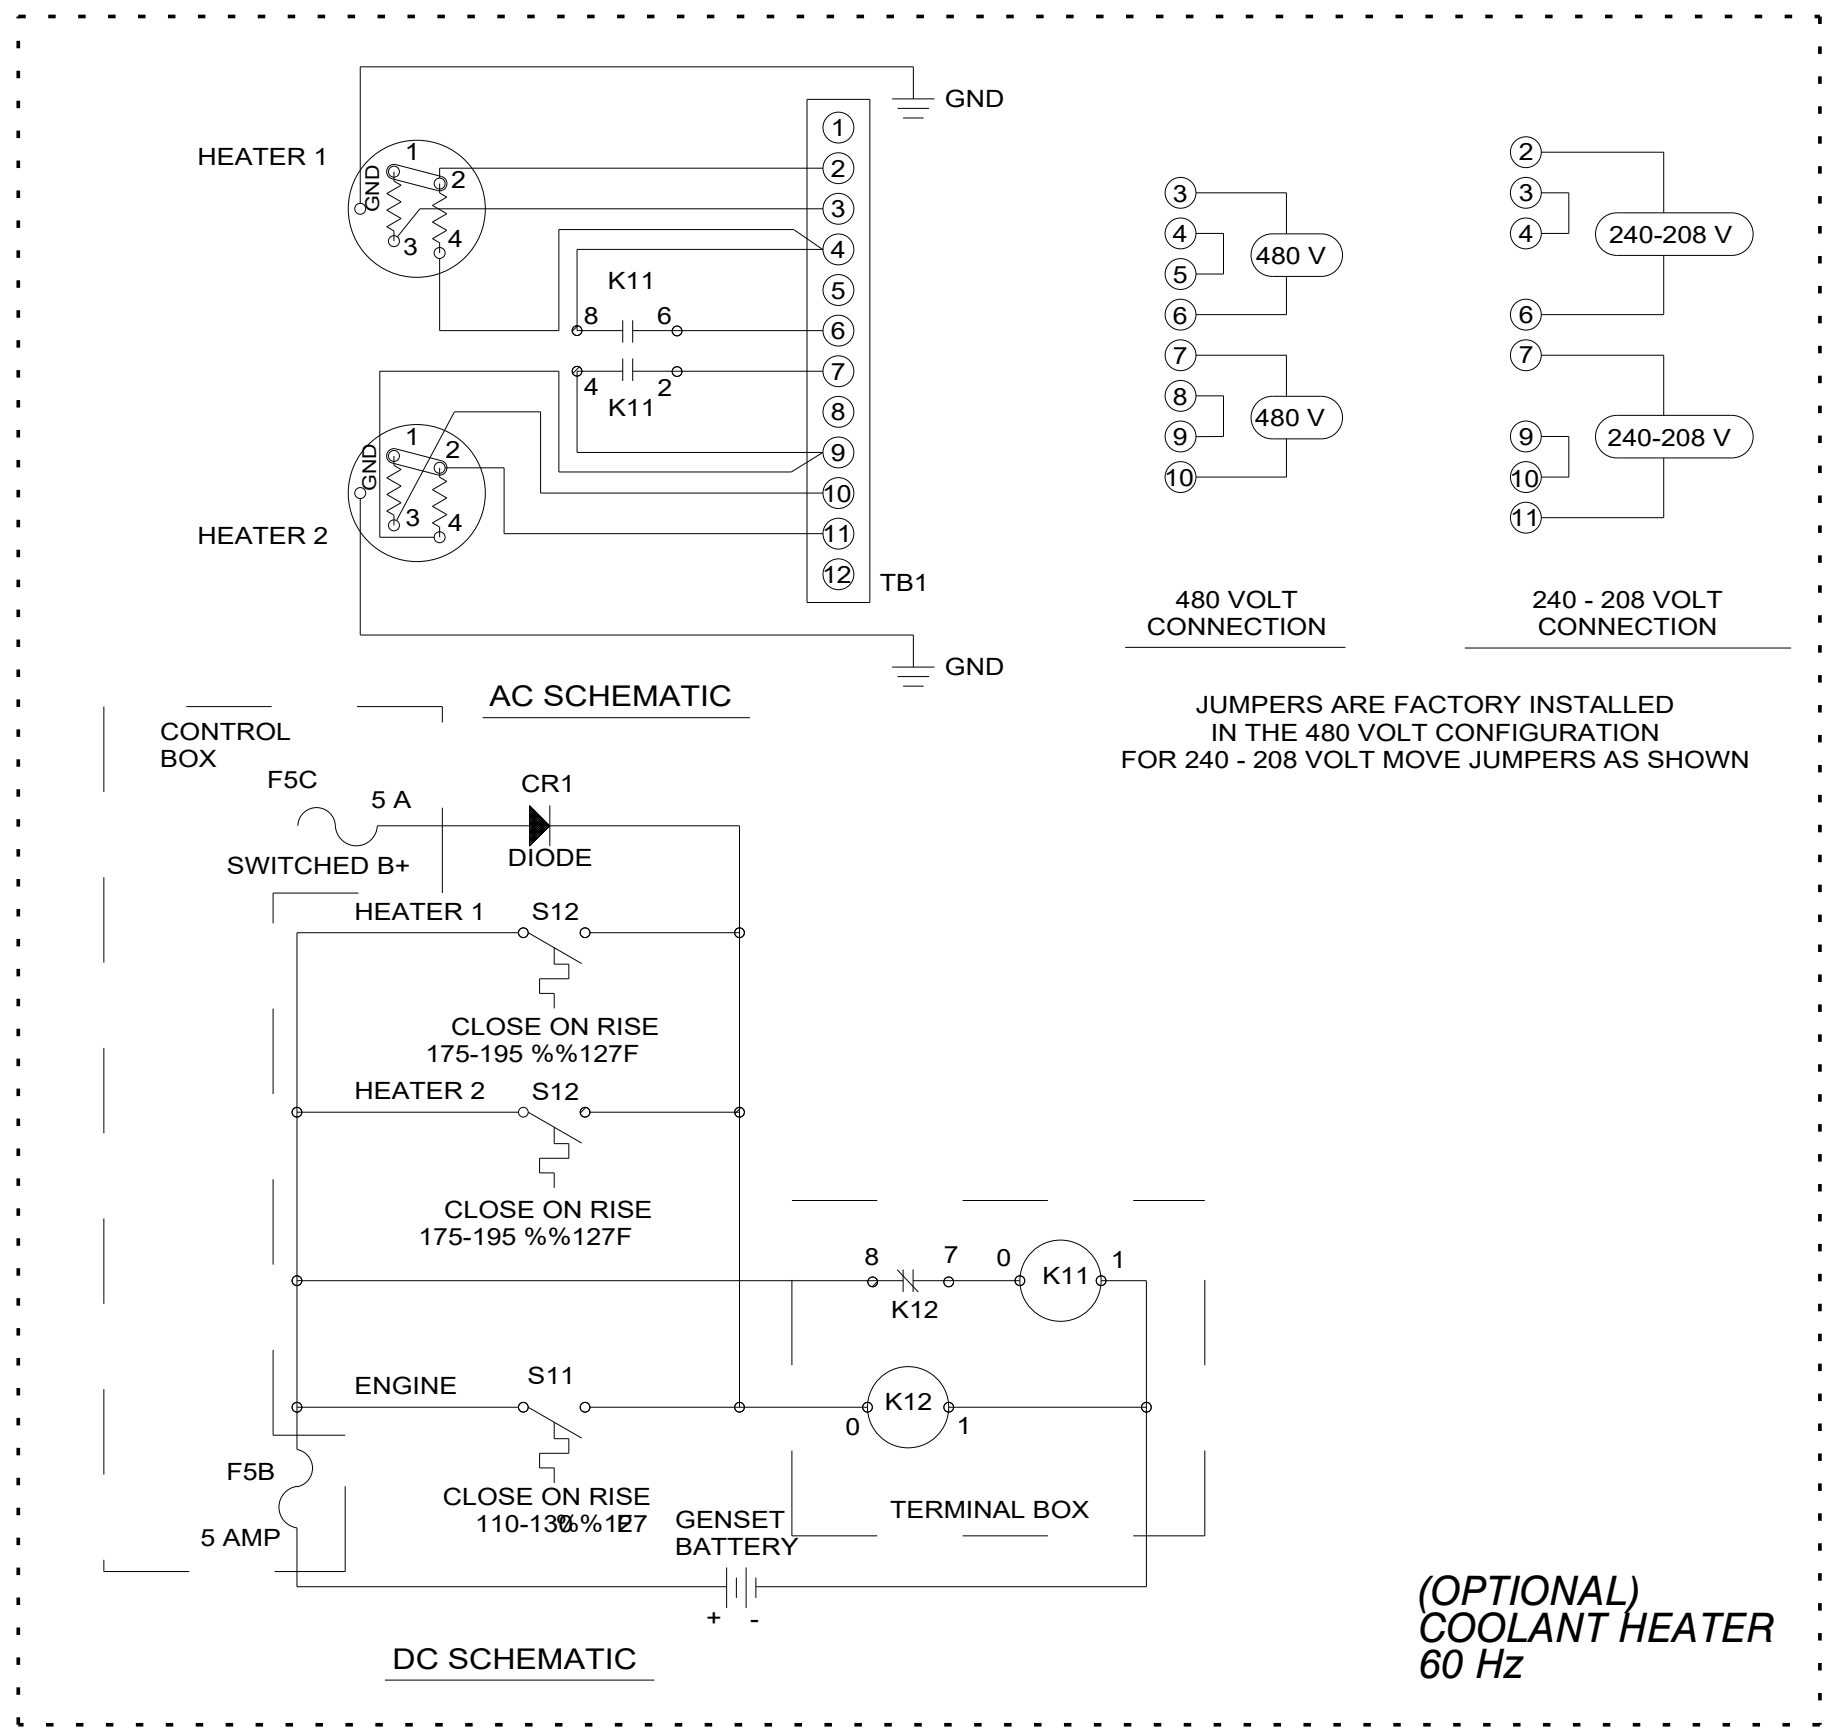 GND
HEATER 1
GND
1
2
3
4
1
2
3
4
5
6
7
8
9
10
11
12
TB1
K11
8
6
4
2
K11
GND
1
2
3
4
HEATER 2
GND
AC SCHEMATIC
3
4
5
6
7
8
9
10
480 V
480 V
480 VOLT
CONNECTION
2
3
4
6
7
9
10
11
240-208 V
240-208 V
240 - 208 VOLT
CONNECTION
JUMPERS ARE FACTORY INSTALLED
IN THE 480 VOLT CONFIGURATION
FOR 240 - 208 VOLT MOVE JUMPERS AS SHOWN
CONTROL
BOX
F5C
5 A
SWITCHED B+
CR1
DIODE
HEATER 1
S12
CLOSE ON RISE
175-195 %%127F
HEATER 2
S12
CLOSE ON RISE
175-195 %%127F
8
7
K12
0
K11
1
ENGINE
S11
K12
0
1
CLOSE ON RISE
110-130
F5B
5 AMP
GENSET
BATTERY
+ -
TERMINAL BOX
DC SCHEMATIC
(OPTIONAL)
COOLANT HEATER
60 Hz